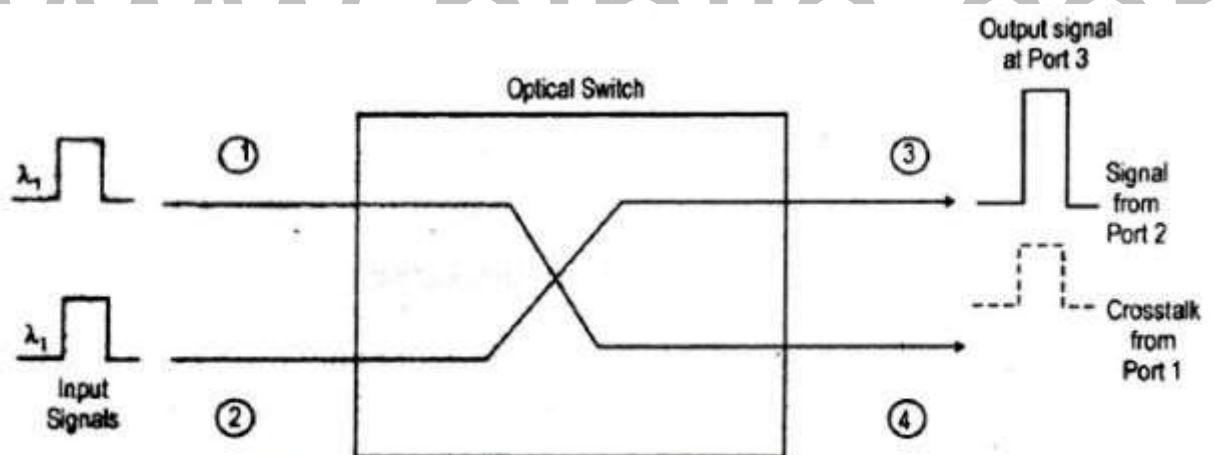 Output signal
at Port 3
Optical Switch
λ1
1
3
Signal
from
Port 2
λ1
Crosstalk
from
Port 1
Input
Signals
2
4